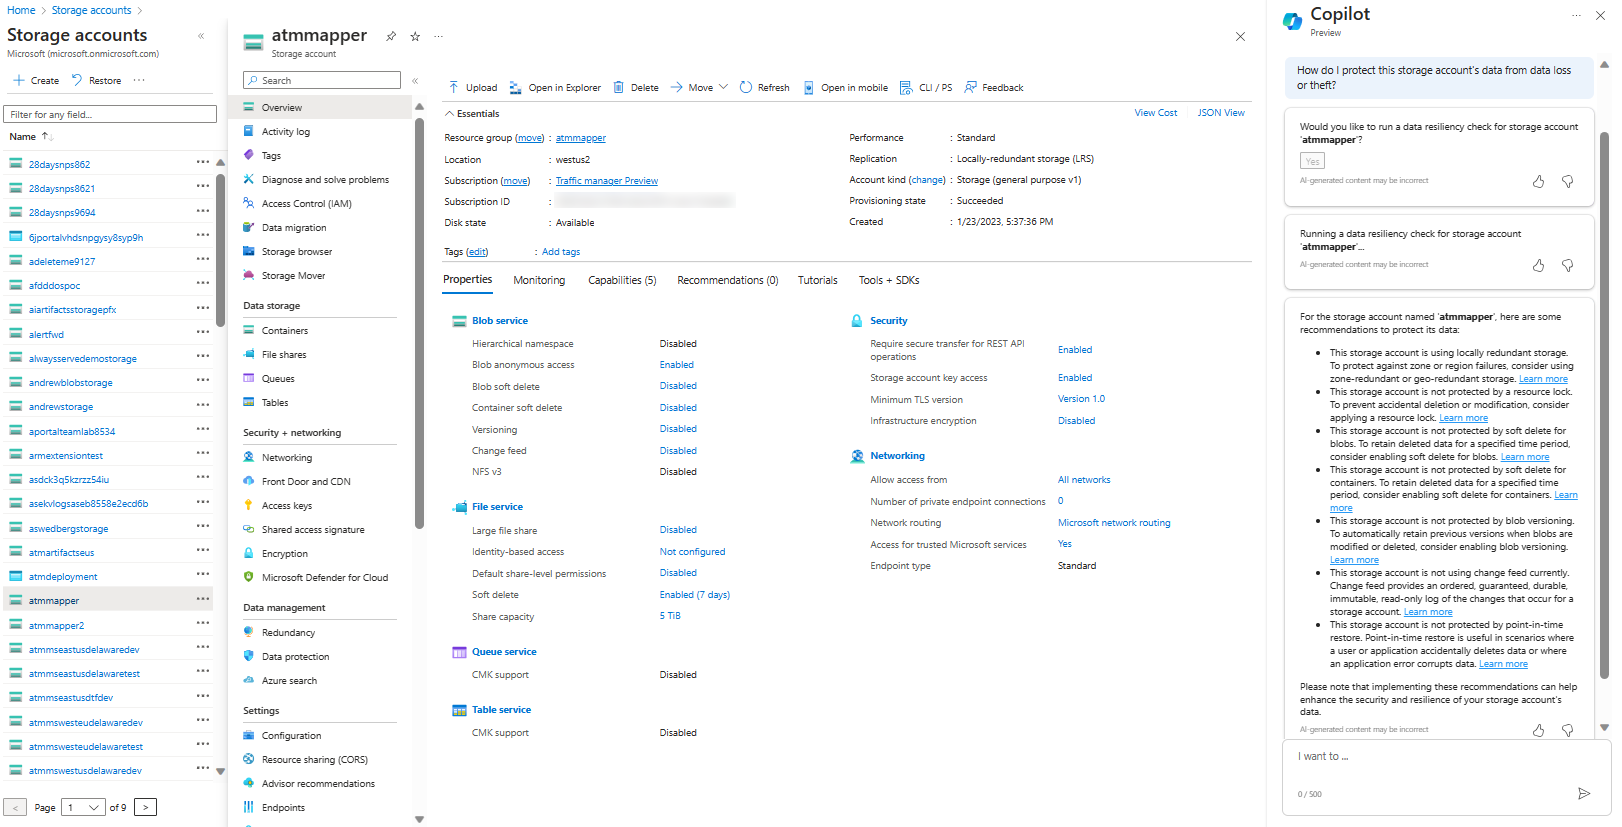 Home > Storage accounts >
Storage accounts
Microsoft (microsoft.onmicrosoft.com)
Create Restore ...
Filter for any field...
Name
28daysnps862
28daysnps8621
28daysnps9694
6jportalvhdsnpgysy8syp9h
adeleteme9127
afdddospoc
aiartifactsstoragepfx
alertfwd
alwaysservedemostorage
andrewblobstorage
andrewstorage
aportalteamlab8534
armextensiontest
asdck3q5kzrzz54iu
asekvlogsaseb8558e2ecd6b
aswedbergstorage
atmartifactseus
atmdeployment
atmmapper
atmmapper2
atmmseastusdelawaredev
atmmseastusdelawaretest
atmmseastusdtfdev
atmmswesteudelawaredev
atmmswesteudelawaretest
atmmswestusdelawaredev
< Page 1 of 9 >
atmmapper
Storage account
Search
Overview
Activity log
Tags
Diagnose and solve problems
Access Control (IAM)
Data migration
Storage browser
Storage Mover
Data storage
Containers
File shares
Queues
Tables
Security + networking
Networking
Front Door and CDN
Access keys
Shared access signature
Encryption
Microsoft Defender for Cloud
Data management
Redundancy
Data protection
Azure search
Settings
Configuration
Resource sharing (CORS)
Advisor recommendations
Endpoints
Upload Open in Explorer Delete Move Refresh Open in mobile CLI / PS Feedback
Essentials View Cost JSON View
Resource group (move) : atmmapper
Location : westus2
Subscription (move) : Traffic manager Preview
Subscription ID :
Disk state : Available
Performance : Standard
Replication : Locally-redundant storage (LRS)
Account kind (change) : Storage (general purpose v1)
Provisioning state : Succeeded
Created : 1/23/2023, 5:37:36 PM
Tags (edit) : Add tags
Properties Monitoring Capabilities (5) Recommendations (0) Tutorials Tools + SDKs
Blob service
Hierarchical namespace Disabled
Blob anonymous access Enabled
Blob soft delete Disabled
Container soft delete Disabled
Versioning Disabled
Change feed Disabled
NFS v3 Disabled
File service
Large file share Disabled
Identity-based access Not configured
Default share-level permissions Disabled
Soft delete Enabled (7 days)
Share capacity 5 TiB
Queue service
CMK support Disabled
Table service
CMK support Disabled
Security
Require secure transfer for REST API
operations Enabled
Storage account key access Enabled
Minimum TLS version Version 1.0
Infrastructure encryption Disabled
Networking
Allow access from All networks
Number of private endpoint connections 0
Network routing Microsoft network routing
Access for trusted Microsoft services Yes
Endpoint type Standard
Copilot
Preview
How do I protect this storage account's data from data loss
or theft?
Would you like to run a data resiliency check for storage account
'atmmapper'?
Yes
AI-generated content may be incorrect
Running a data resiliency check for storage account
'atmmapper'...
AI-generated content may be incorrect
For the storage account named 'atmmapper', here are some
recommendations to protect its data:
• This storage account is using locally redundant storage.
To protect against zone or region failures, consider using
zone-redundant or geo-redundant storage. Learn more
• This storage account is not protected by a resource lock.
To prevent accidental deletion or modification, consider
applying a resource lock. Learn more
• This storage account is not protected by soft delete for
blobs. To retain deleted data for a specified time period,
consider enabling soft delete for blobs. Learn more
• This storage account is not protected by soft delete for
containers. To retain deleted data for a specified time
period, consider enabling soft delete for containers. Learn
more
• This storage account is not protected by blob versioning.
To automatically retain previous versions when blobs are
modified or deleted, consider enabling blob versioning.
Learn more
• This storage account is not using change feed currently.
Change feed provides an ordered, guaranteed, durable,
immutable, read-only log of the changes that occur for a
storage account. Learn more
• This storage account is not protected by point-in-time
restore. Point-in-time restore is useful in scenarios where
a user or application accidentally deletes data or where
an application error corrupts data. Learn more
Please note that implementing these recommendations can help
enhance the security and resilience of your storage account's
data.
AI-generated content may be incorrect
I want to ...
0 / 500